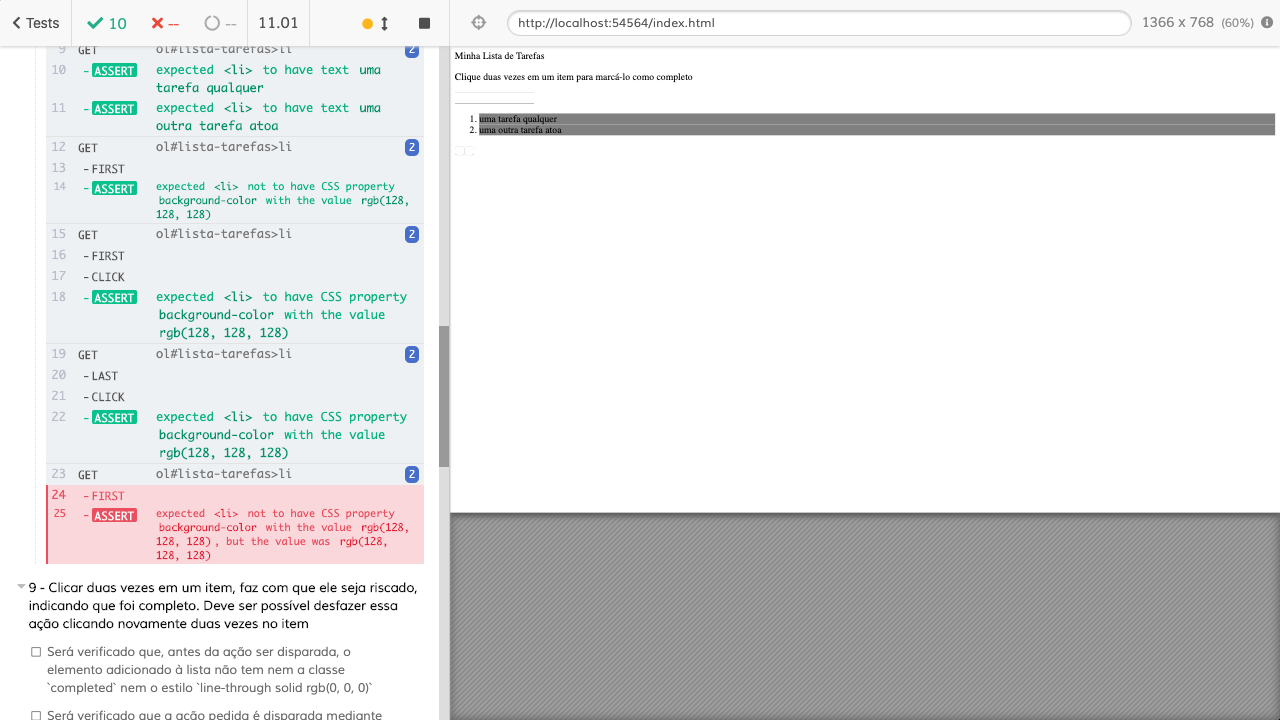 Tests 10 -- -- 11.01 http://localhost:54564/index.html 1366 x 768 (60%)
9 GET ol#lista-tarefas>li 2
10 -ASSERT expected <li> to have text uma
tarefa qualquer
11 -ASSERT expected <li> to have text uma
outra tarefa atoa
12 GET ol#lista-tarefas>li 2
13 -FIRST
14 -ASSERT expected <li> not to have CSS property
background-color with the value rgb(128,
128, 128)
15 GET ol#lista-tarefas>li 2
16 -FIRST
17 -CLICK
18 -ASSERT expected <li> to have CSS property
background-color with the value
rgb(128, 128, 128)
19 GET ol#lista-tarefas>li 2
20 -LAST
21 -CLICK
22 -ASSERT expected <li> to have CSS property
background-color with the value
rgb(128, 128, 128)
23 GET ol#lista-tarefas>li 2
24 -FIRST
25 -ASSERT expected <li> not to have CSS property
background-color with the value rgb(128,
128, 128), but the value was rgb(128,
128, 128)
9 - Clicar duas vezes em um item, faz com que ele seja riscado,
indicando que foi completo. Deve ser possível desfazer essa
ação clicando novamente duas vezes no item
Será verificado que, antes da ação ser disparada, o
elemento adicionado à lista não tem nem a classe
`completed` nem o estilo `line-through solid rgb(0, 0, 0)`
Será verificado que a ação pedida é disparada mediante
Minha Lista de Tarefas
Clique duas vezes em um item para marcá-lo como completo
1. uma tarefa qualquer
2. uma outra tarefa atoa